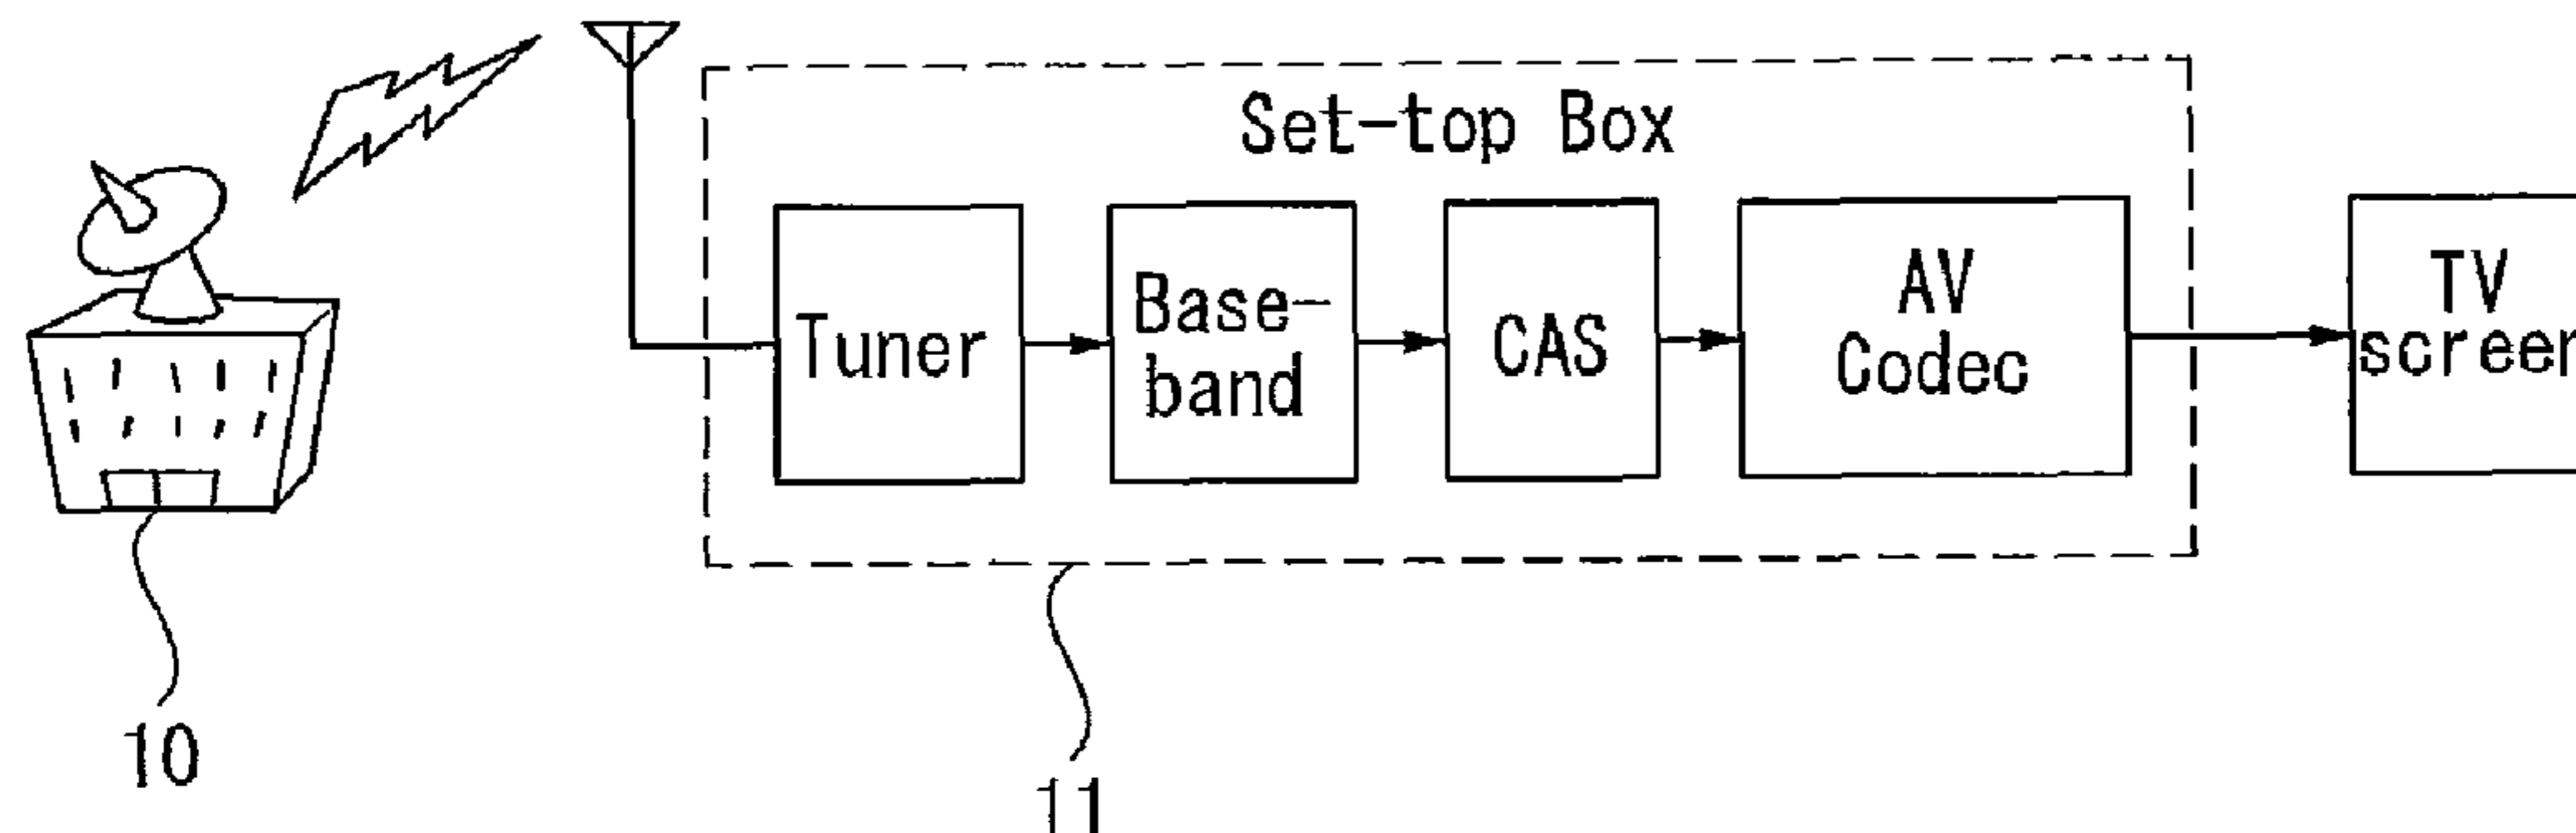 Set-top Box
Tuner
Base-
band
CAS
AV
Codec
TV
10
11